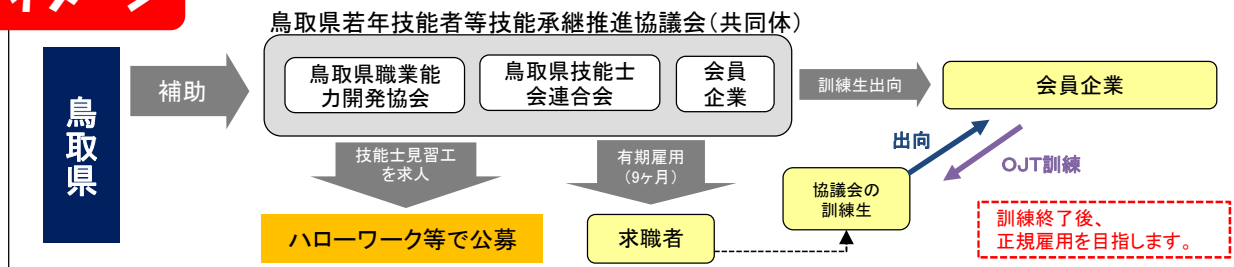 イメージ
鳥取県若年技能者等技能承継推進協議会(共同体)
鳥取県
補助
鳥取県職業能
力開発協会
鳥取県技能士
会連合会
会員
企業
訓練生出向
会員企業
技能士見習工
を求人
有期雇用
(9ヶ月)
出向
OJT訓練
協議会の
訓練生
ハローワーク等で公募
求職者
訓練終了後、
正規雇用を目指します。